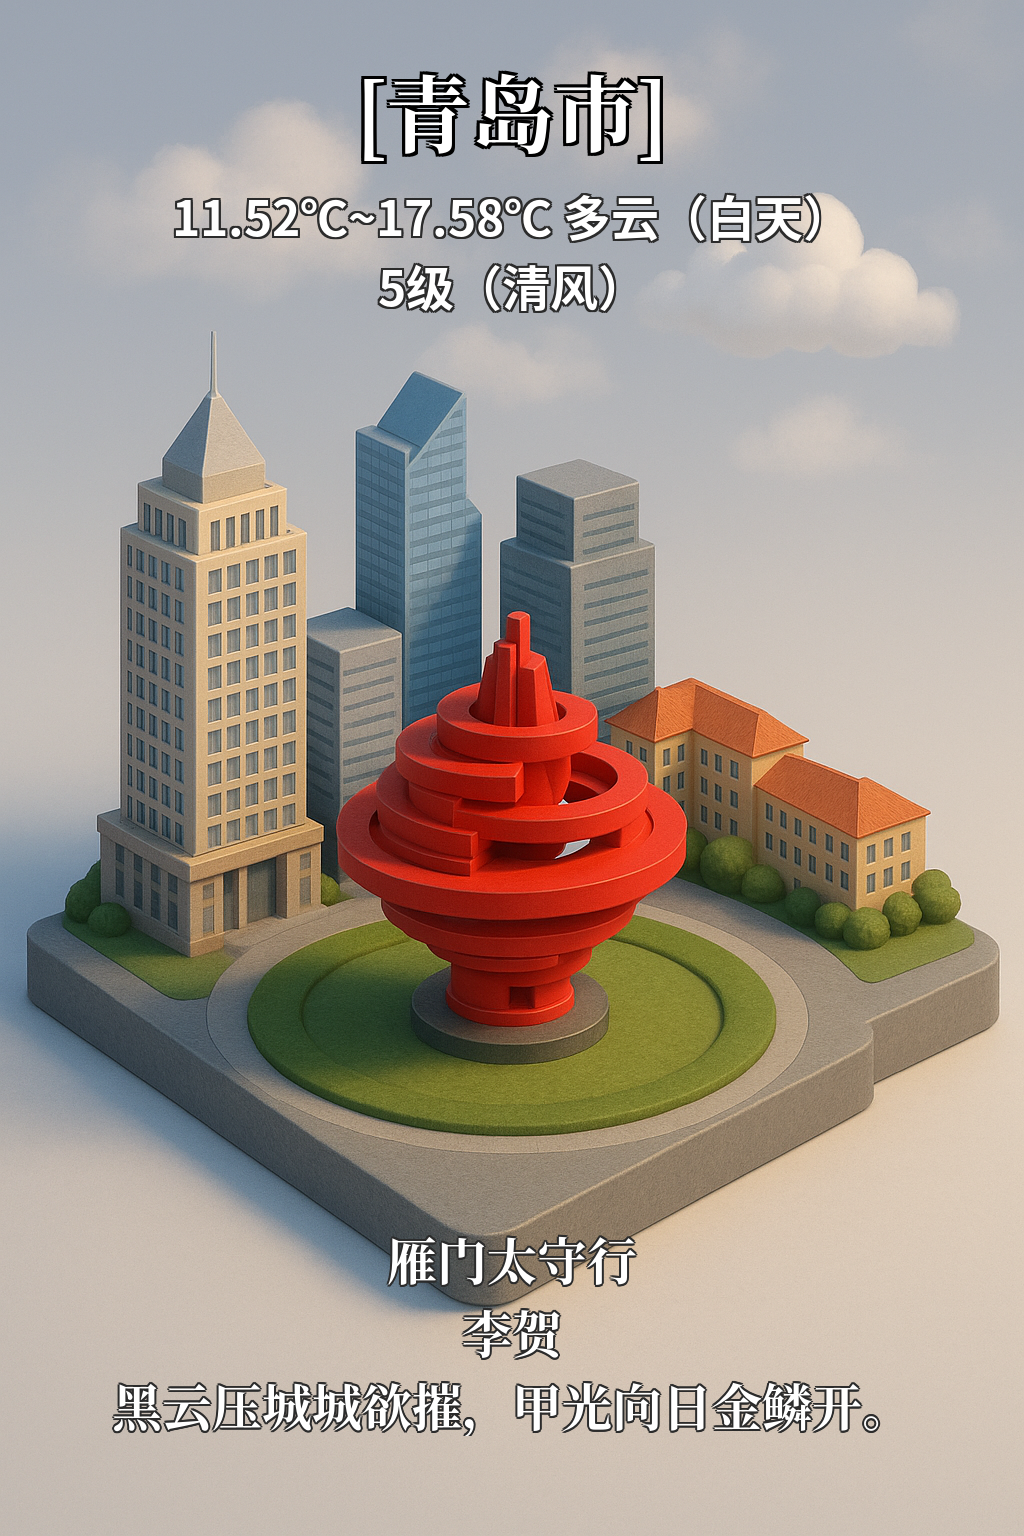 [青岛市]
11.52℃~17.58℃ 多云（白天）
5级（清风）
雁门太守行
李贺
黑云压城城欲摧，甲光向日金鳞开。